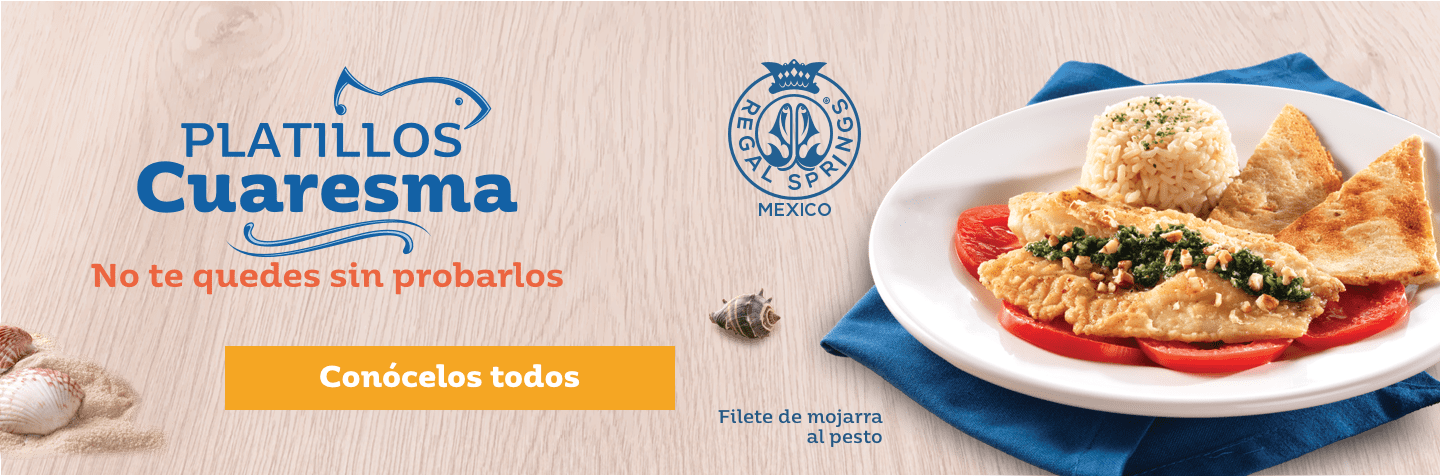 PLATILLOS
Cuaresma
No te quedes sin probarlos
Conócelos todos
REGAL SPRINGS®
MEXICO
Filete de mojarra
al pesto